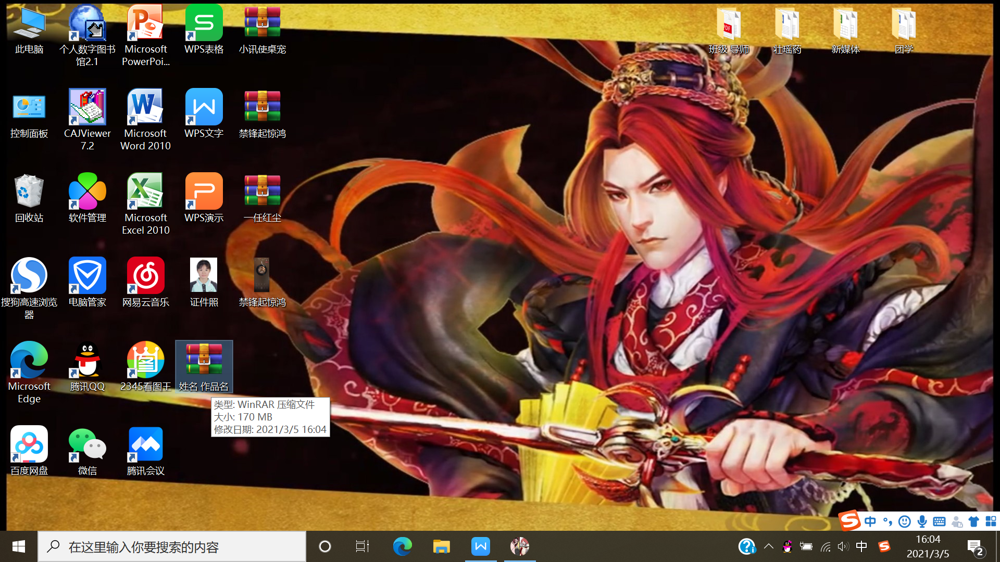 此电脑
个人数字图书
馆2.1
Microsoft
PowerPoi...
WPS表格
小讯使桌宠
班级 导师
壮瑶药
新媒体
团学
控制面板
CAJViewer
7.2
Microsoft
Word 2010
WPS文字
禁锋起惊鸿
回收站
软件管理
Microsoft
Excel 2010
WPS演示
一任红尘
搜狗高速浏览
器
电脑管家
网易云音乐
证件照
禁锋起惊鸿
Microsoft
Edge
腾讯QQ
2345看图王
姓名 作品名
类型: WinRAR 压缩文件
大小: 170 MB
修改日期: 2021/3/5 16:04
百度网盘
微信
腾讯会议
中
在这里输入你要搜索的内容
中
16:04
2021/3/5
2